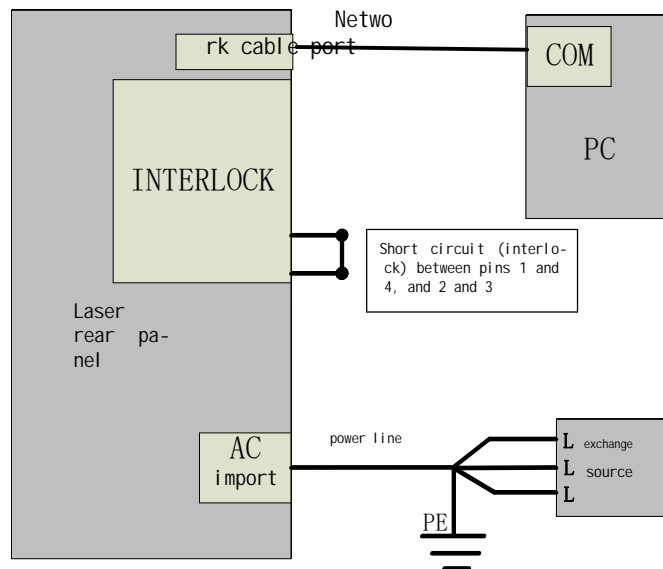 Netwo
rk cable port
COM
PC
INTERLOCK
Short circuit (interlo-
ck) between pins 1 and
4, and 2 and 3
Laser
rear pa-
nel
AC
import
power line
L exchange
L source
L
PE